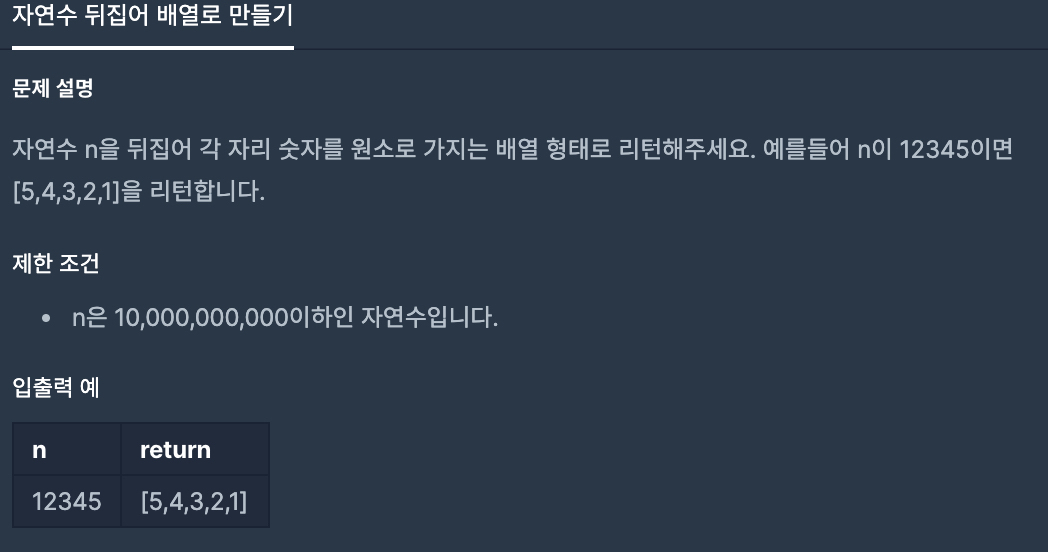 자연수 뒤집어 배열로 만들기
문제 설명
자연수 n을 뒤집어 각 자리 숫자를 원소로 가지는 배열 형태로 리턴해주세요. 예를들어 n이 12345이면
[5,4,3,2,1]을 리턴합니다.
제한 조건
• n은 10,000,000,000이하인 자연수입니다.
입출력 예
n return
12345 [5,4,3,2,1]